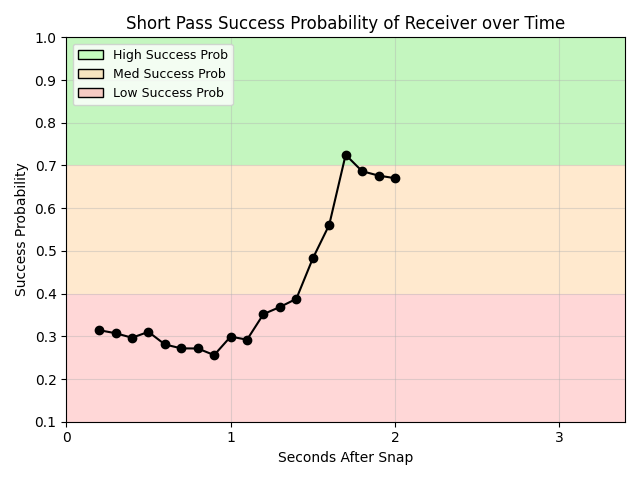 Short Pass Success Probability of Receiver over Time
1.0
0.9
0.8
0.7
0.6
0.5
0.4
0.3
0.2
0.1
Success Probability
High Success Prob
Med Success Prob
Low Success Prob
0 1 2 3
Seconds After Snap